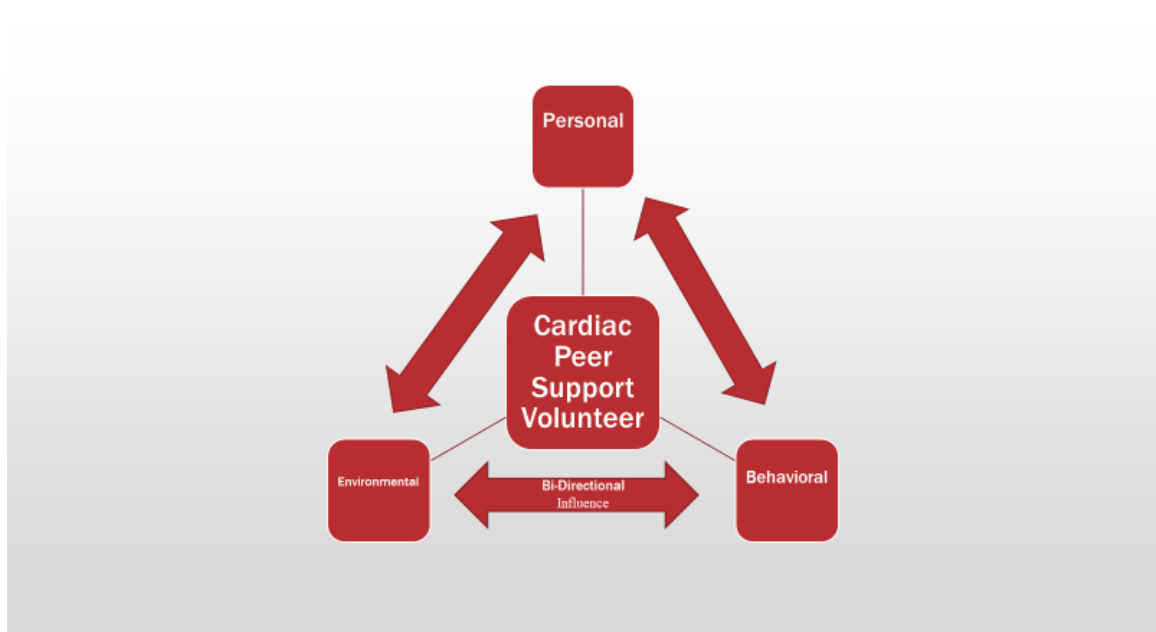 Personal
Cardiac
Peer
Support
Volunteer
Environmental
Bi-Directional
Influence
Behavioral